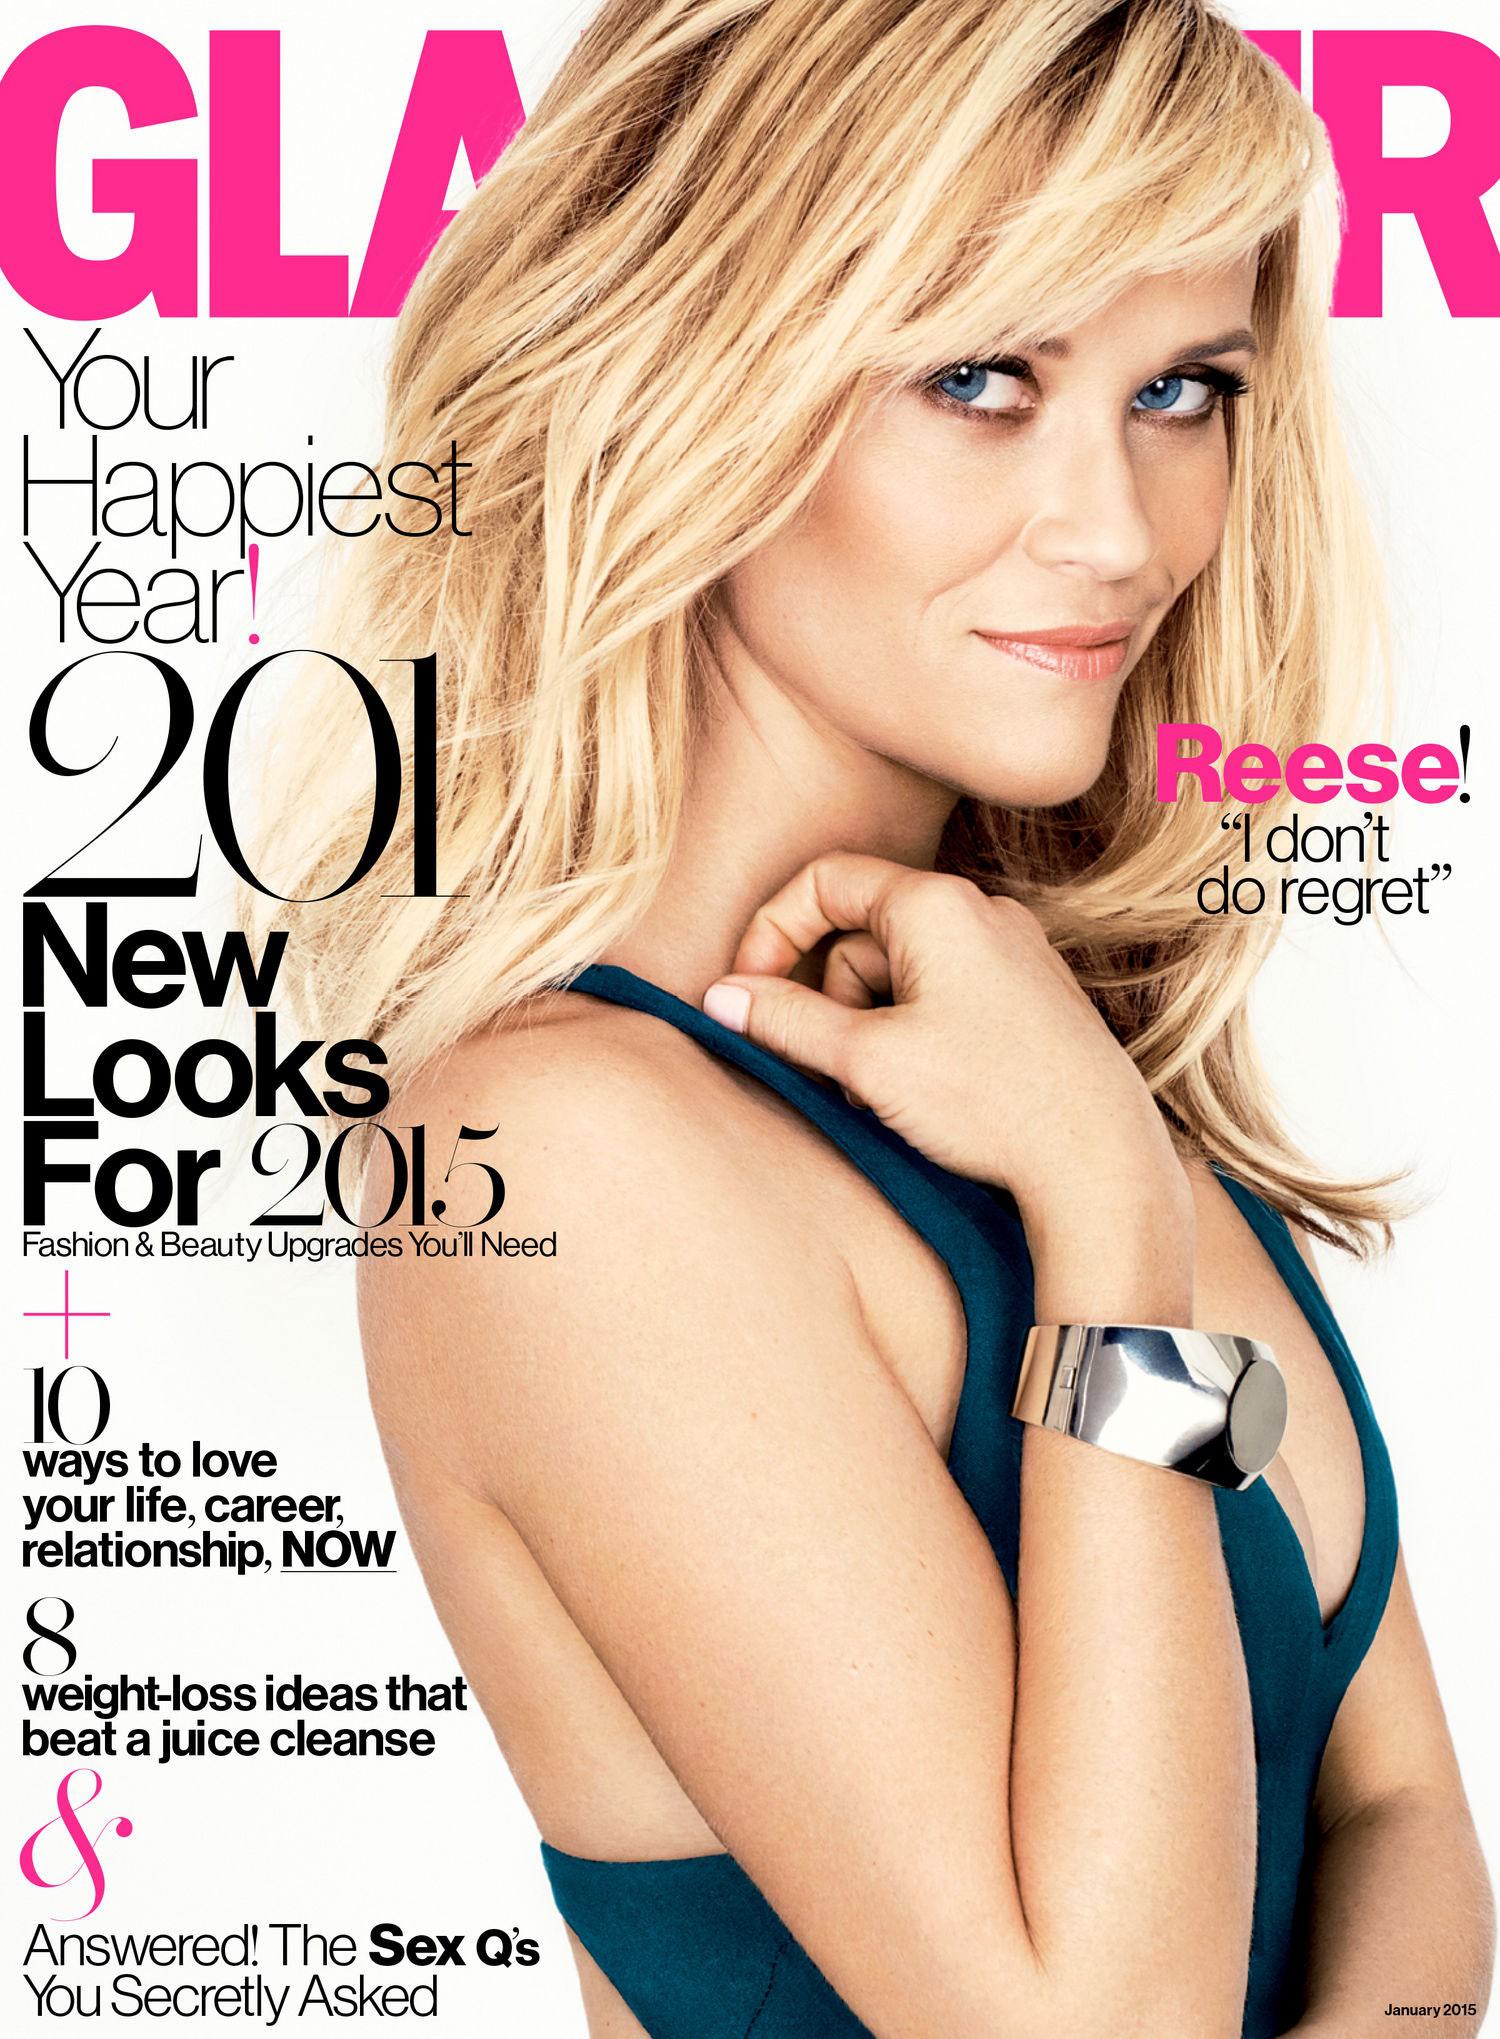 GLA R
Your
Happiest
Year!
201
New
Looks
For 2015
Fashion & Beauty Upgrades You'll Need
+
10
ways to love
your life, career,
relationship, NOW
8
weight-loss ideas that
beat a juice cleanse
&
Answered! The Sex Q's
You Secretly Asked
Reese!
“I don't
do regret”
January 2015